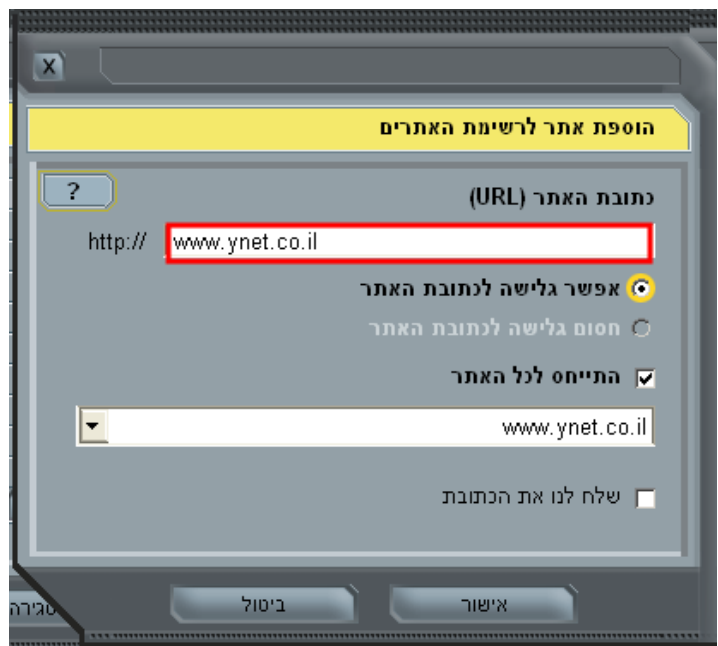 X
הוספת אתר לרשימת האתרים
?
כתובת האתר (URL)
http:// www.ynet.co.il
אפשר גלישה לכתובת האתר
חסום גלישה לכתובת האתר
התייחס לכל האתר
www.ynet.co.il
שלח לנו את הכתובת
אישור ביטול סגירה